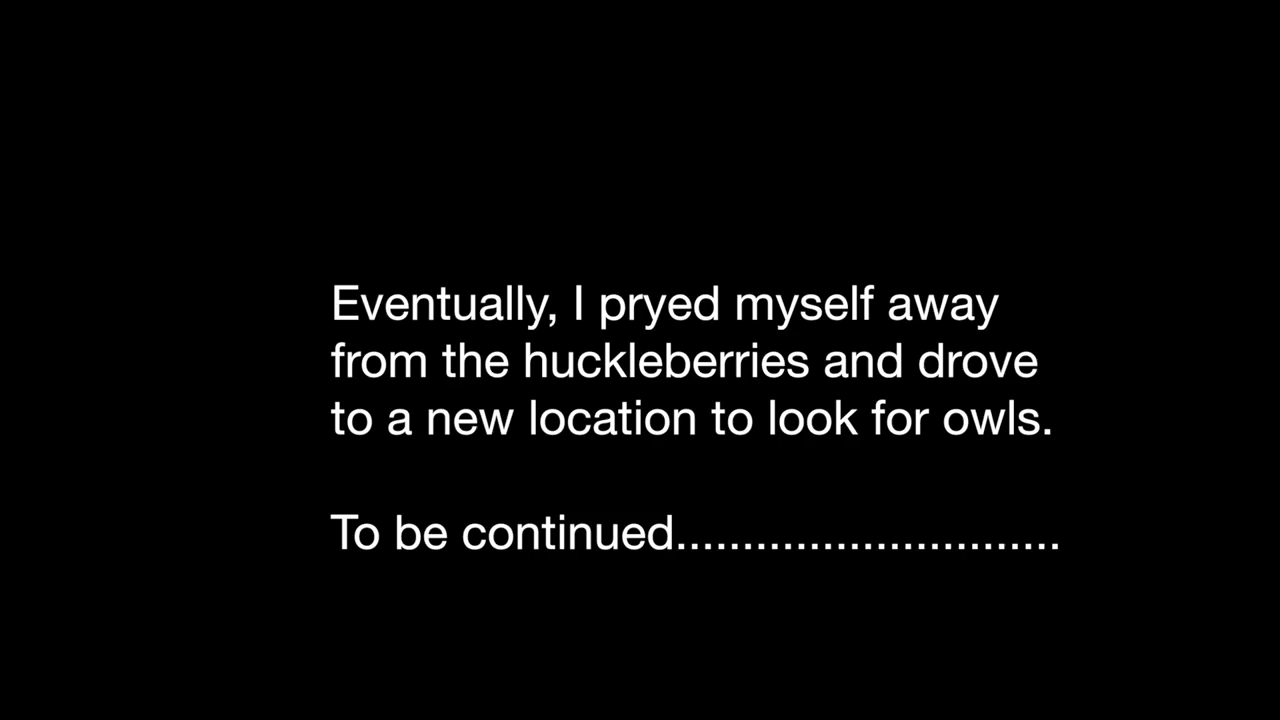 Eventually, I pryed myself away
from the huckleberries and drove
to a new location to look for owls.
To be continued.............................